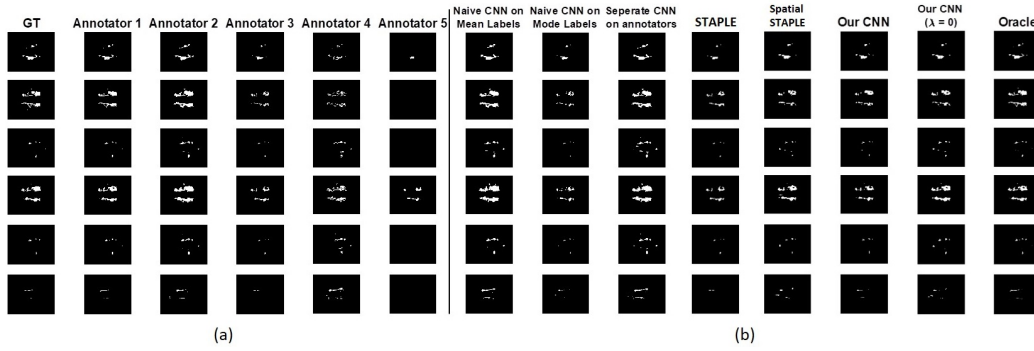 GT
Annotator 1
Annotator 2
Annotator 3
Annotator 4
Annotator 5
Naive CNN on
Mean Labels
Naive CNN on
Mode Labels
Seperate CNN
on annotators
STAPLE
Spatial
STAPLE
Our CNN
Our CNN
(λ = 0)
Oracle
(a)
(b)